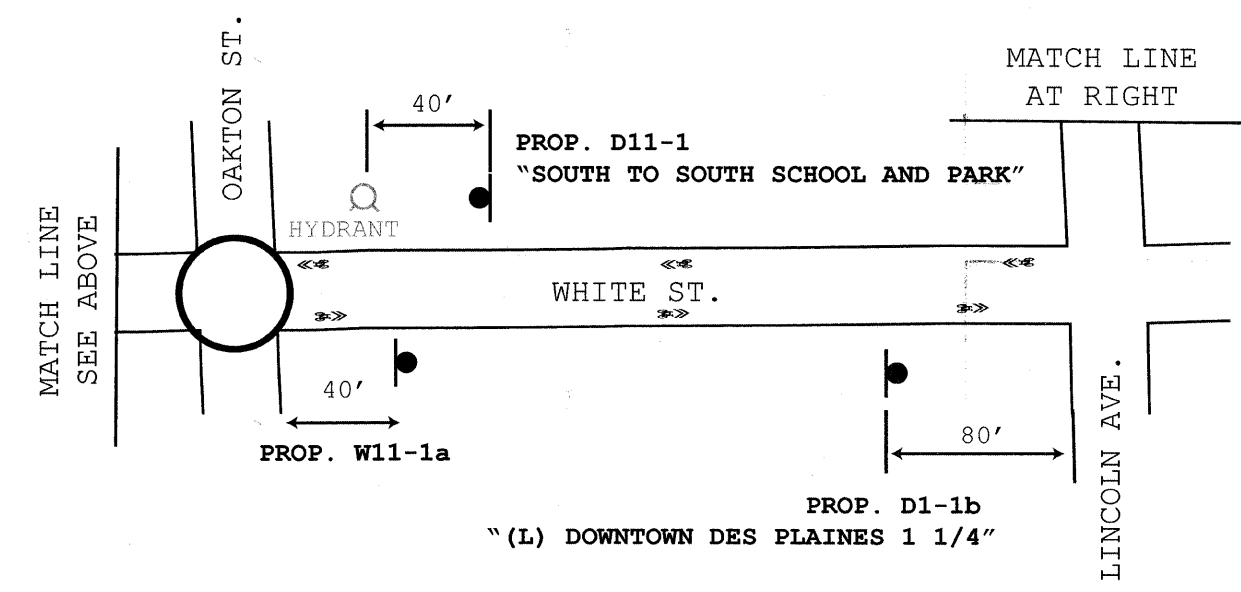 OAKTON ST.
MATCH LINE
AT RIGHT
40'
PROP. D11-1
"SOUTH TO SOUTH SCHOOL AND PARK"
HYDRANT
MATCH LINE
SEE ABOVE
WHITE ST.
40'
PROP. W11-1a
80'
PROP. D1-1b
"(L) DOWNTOWN DES PLAINES 1 1/4"
LINCOLN AVE.